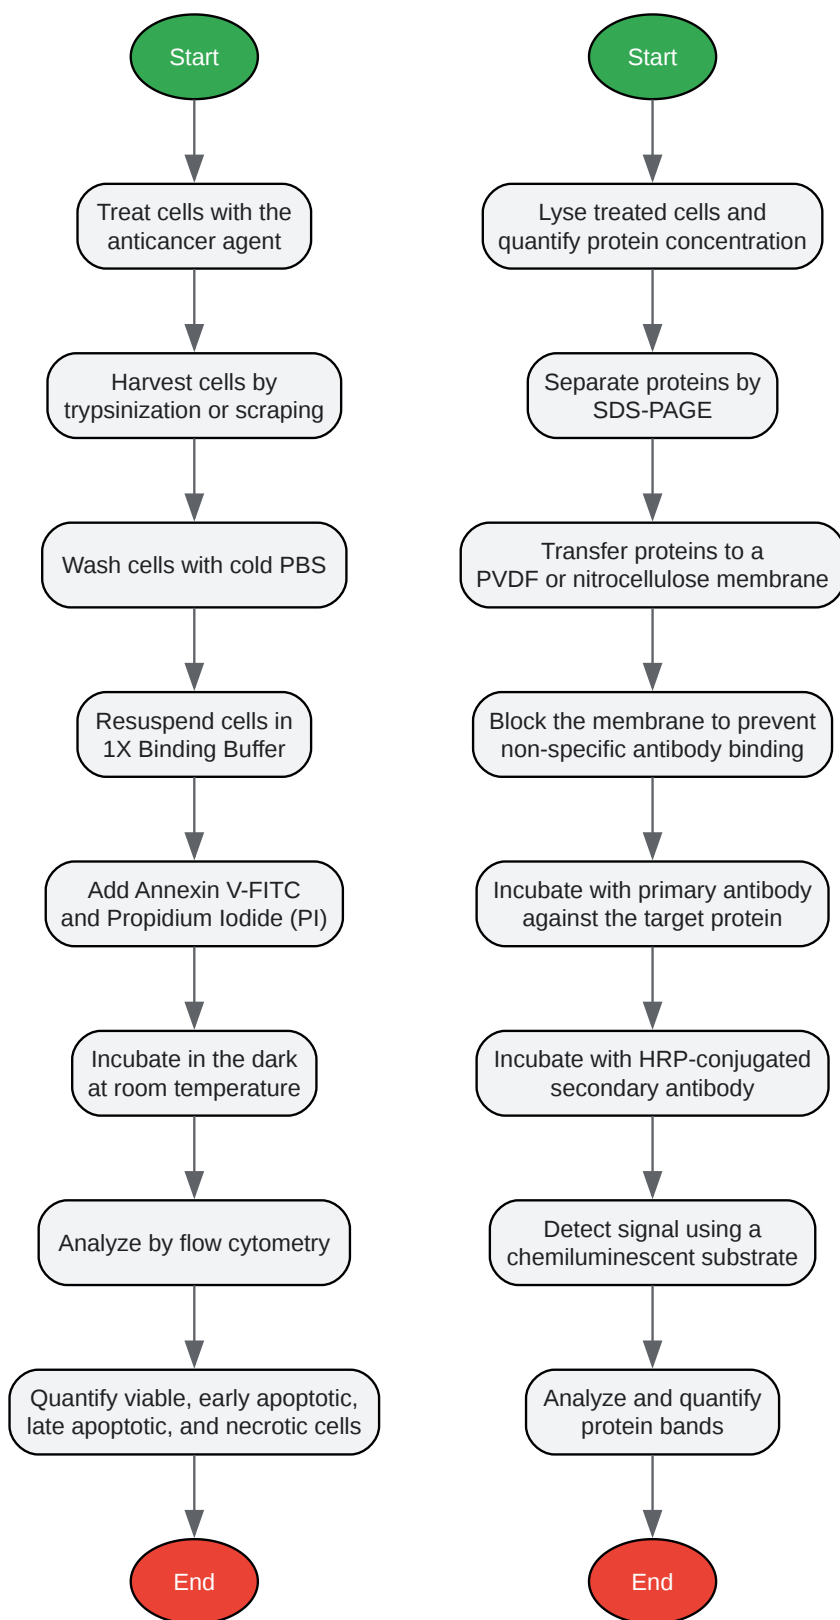 Start
Treat cells with the
anticancer agent
Harvest cells by
trypsinization or scraping
Wash cells with cold PBS
Resuspend cells in
1X Binding Buffer
Add Annexin V-FITC
and Propidium Iodide (PI)
Incubate in the dark
at room temperature
Analyze by flow cytometry
Quantify viable, early apoptotic,
late apoptotic, and necrotic cells
End
Start
Lyse treated cells and
quantify protein concentration
Separate proteins by
SDS-PAGE
Transfer proteins to a
PVDF or nitrocellulose membrane
Block the membrane to prevent
non-specific antibody binding
Incubate with primary antibody
against the target protein
Incubate with HRP-conjugated
secondary antibody
Detect signal using a
chemiluminescent substrate
Analyze and quantify
protein bands
End